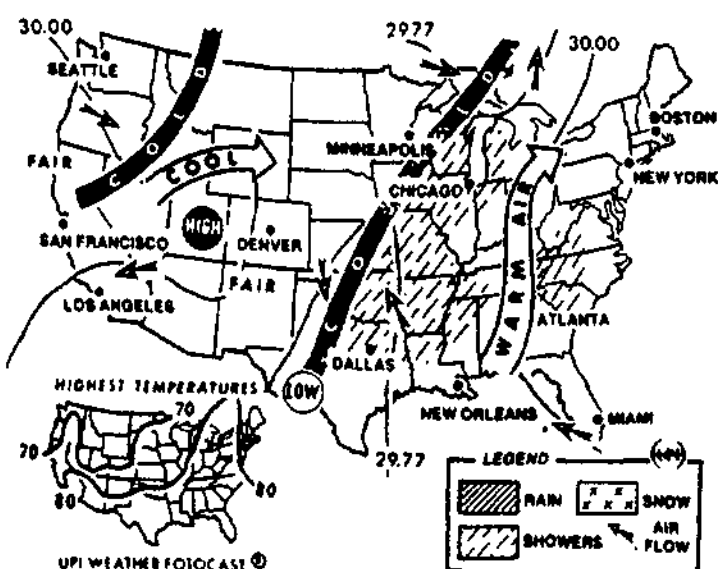 30.00
29.77
30.00
SEATTLE
COLD
COLD
BOSTON
MINNEAPOLIS
FAIR
COOL
NEW YORK
CHICAGO
HIGH
WARM AIR
SAN FRANCISCO
DENVER
FAIR
LOS ANGELES
ATLANTA
DALLAS
HIGHEST TEMPERATURES
LOW
NEW ORLEANS
MIAMI
70
70
29.77
80
80
LEGEND
RAIN
SNOW
SHOWERS
AIR FLOW
UPI WEATHER FOTOCAST ®